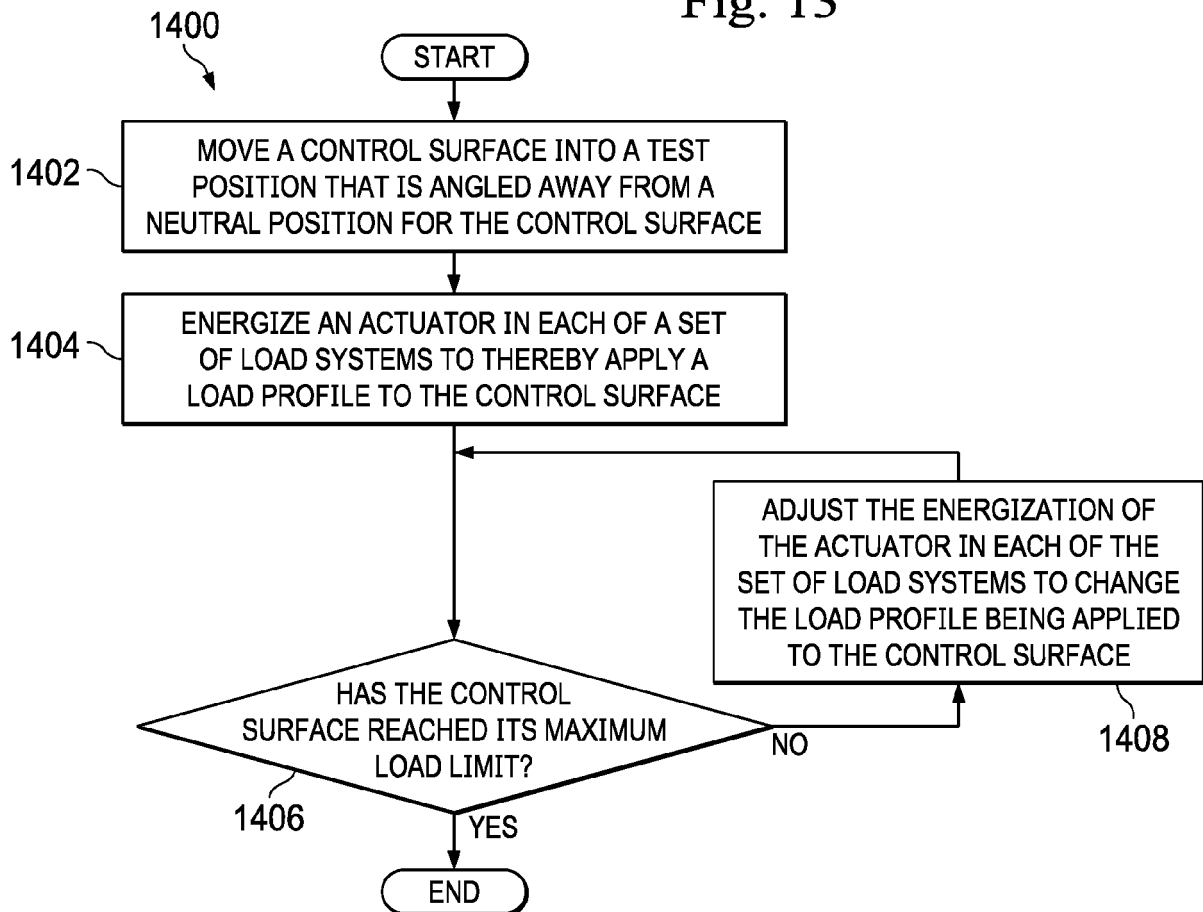 Fig. 13
1400
START
1402
MOVE A CONTROL SURFACE INTO A TEST
POSITION THAT IS ANGLED AWAY FROM A
NEUTRAL POSITION FOR THE CONTROL SURFACE
1404
ENERGIZE AN ACTUATOR IN EACH OF A SET
OF LOAD SYSTEMS TO THEREBY APPLY A
LOAD PROFILE TO THE CONTROL SURFACE
ADJUST THE ENERGIZATION OF
THE ACTUATOR IN EACH OF THE
SET OF LOAD SYSTEMS TO CHANGE
THE LOAD PROFILE BEING APPLIED
TO THE CONTROL SURFACE
1408
HAS THE CONTROL
SURFACE REACHED ITS MAXIMUM
LOAD LIMIT?
NO
1406
YES
END